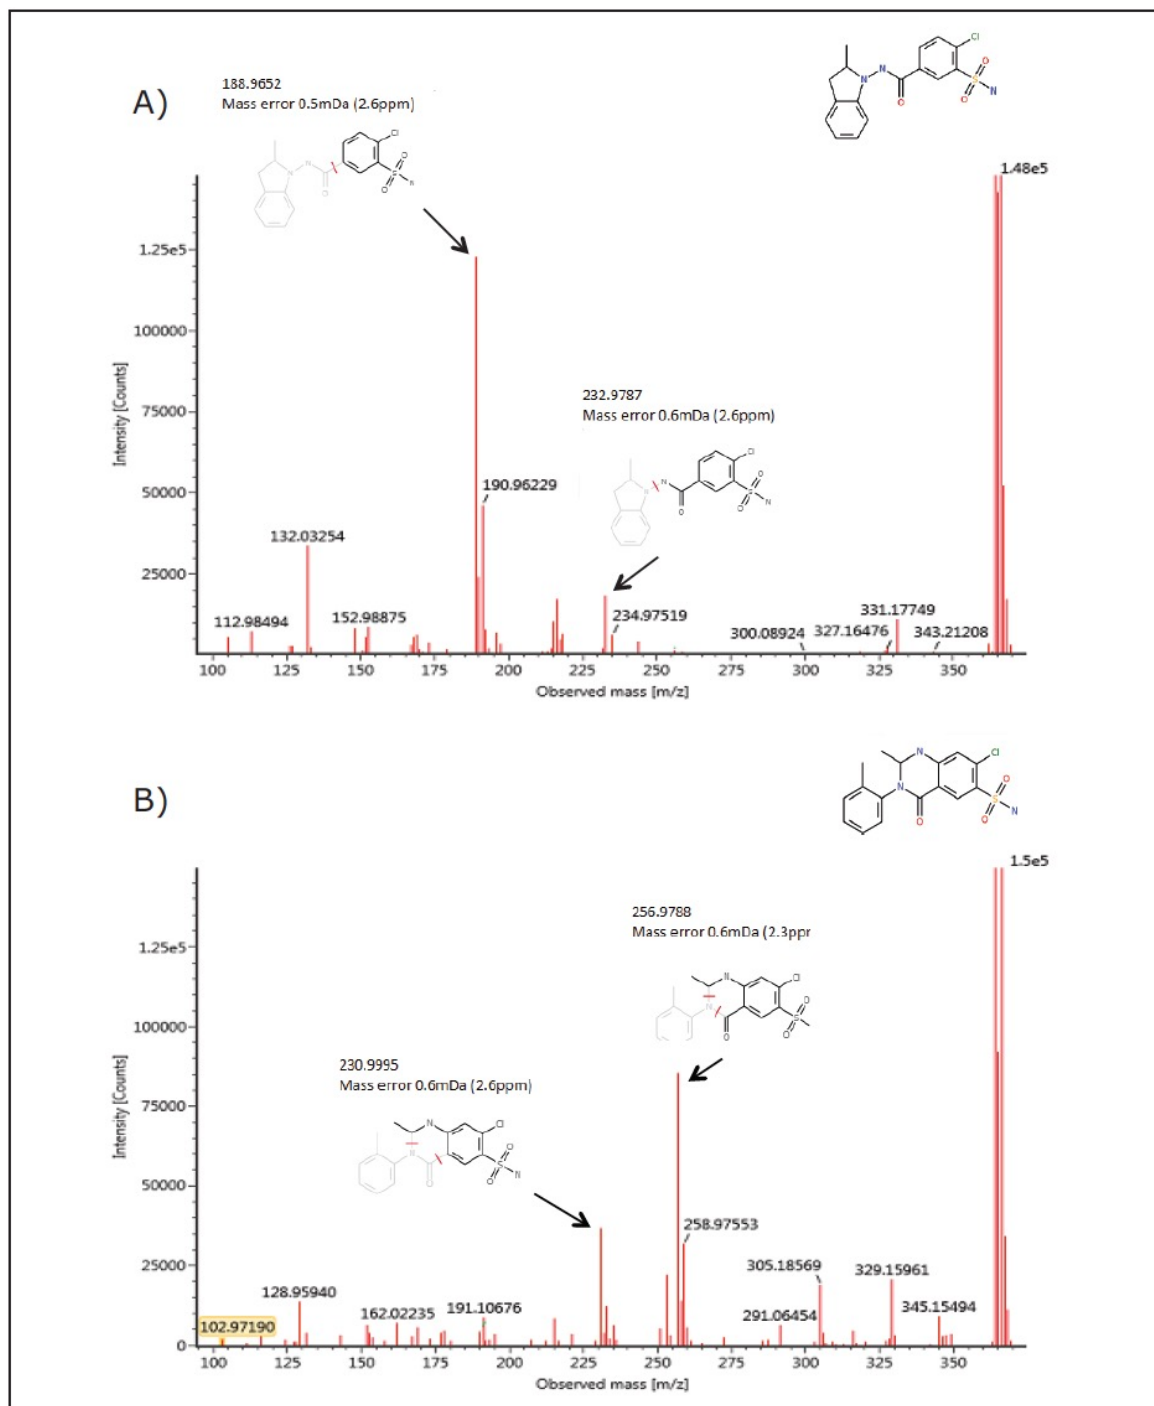 A)
188.9652
Mass error 0.5mDa (2.6ppm)
Cl
N
N
O
O
S
O
N
1.48e5
1.25e5
100000
75000
50000
25000
Intensity [Counts]
232.9787
Mass error 0.6mDa (2.6ppm)
190.96229
132.03254
112.98494
152.98875
234.97519
300.08924
327.16476
331.17749
343.21208
100 125 150 175 200 225 250 275 300 325 350
Observed mass [m/z]
B)
N
Cl
N
O
O
S
O
N
1.5e5
1.25e5
100000
75000
50000
25000
0
Intensity [Counts]
256.9788
Mass error 0.6mDa (2.3ppr
230.9995
Mass error 0.6mDa (2.6ppm)
258.97553
128.95940
102.97190
162.02235
191.10676
291.06454
305.18569
329.15961
345.15494
100 125 150 175 200 225 250 275 300 325 350
Observed mass [m/z]